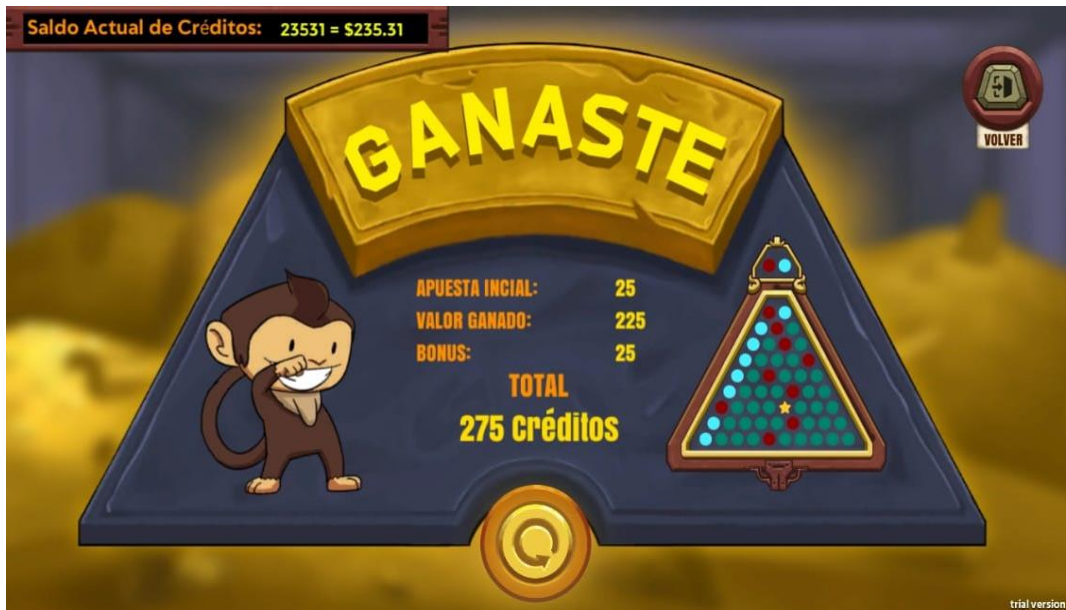 Saldo Actual de Créditos: 23531 = $235.31
GANASTE
VOLVER
APUESTA INCIAL: 25
VALOR GANADO: 225
BONUS: 25
TOTAL
275 Créditos
trial version